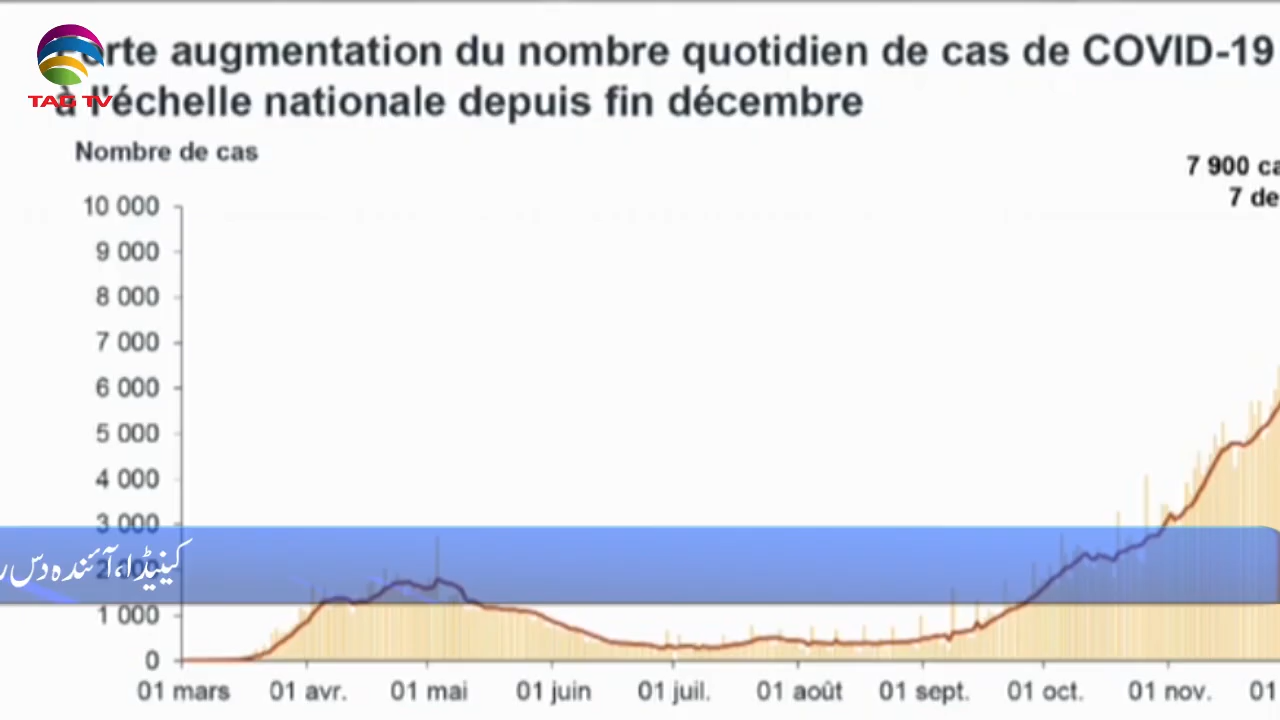 TAG TV
augmentation du nombre quotidien de cas de COVID-19
à l'échelle nationale depuis fin décembre
Nombre de cas
7 900
7 de
10 000
9 000
8 000
7 000
6 000
5 000
4 000
3 000
کینیڈا، آئندہ دس
1 000
0
01 mars 01 avr. 01 mai 01 juin 01 juil. 01 août 01 sept. 01 oct. 01 nov. 01